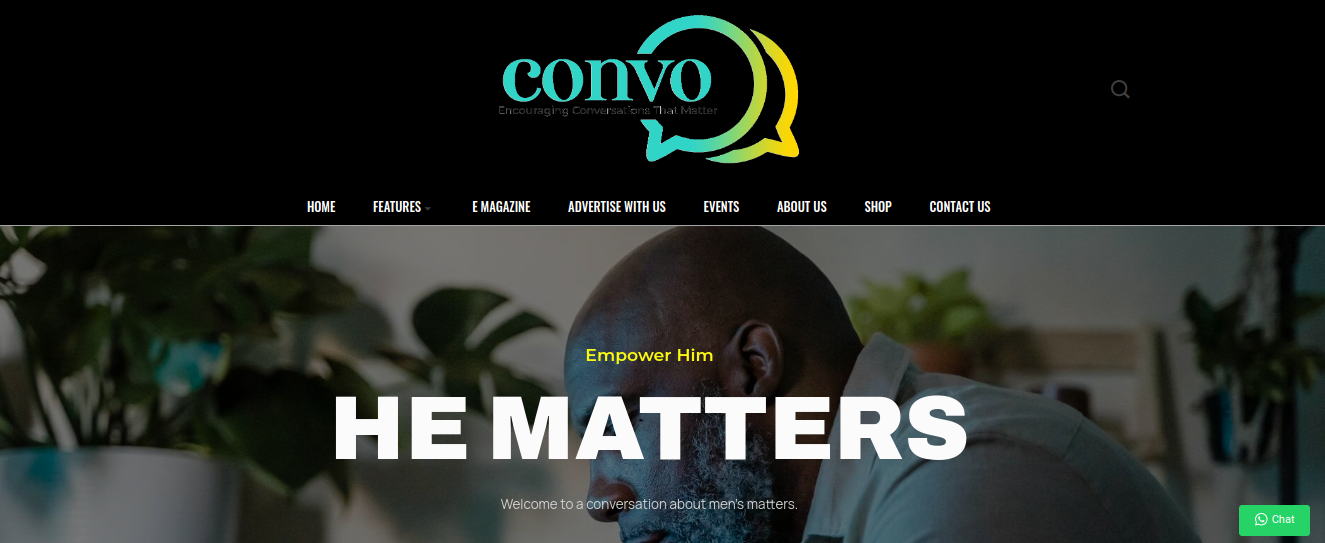 convo
Encouraging Conversations That Matter
HOME FEATURES E MAGAZINE ADVERTISE WITH US EVENTS ABOUT US SHOP CONTACT US
Empower Him
HE MATTERS
Welcome to a conversation about men's matters.
Chat